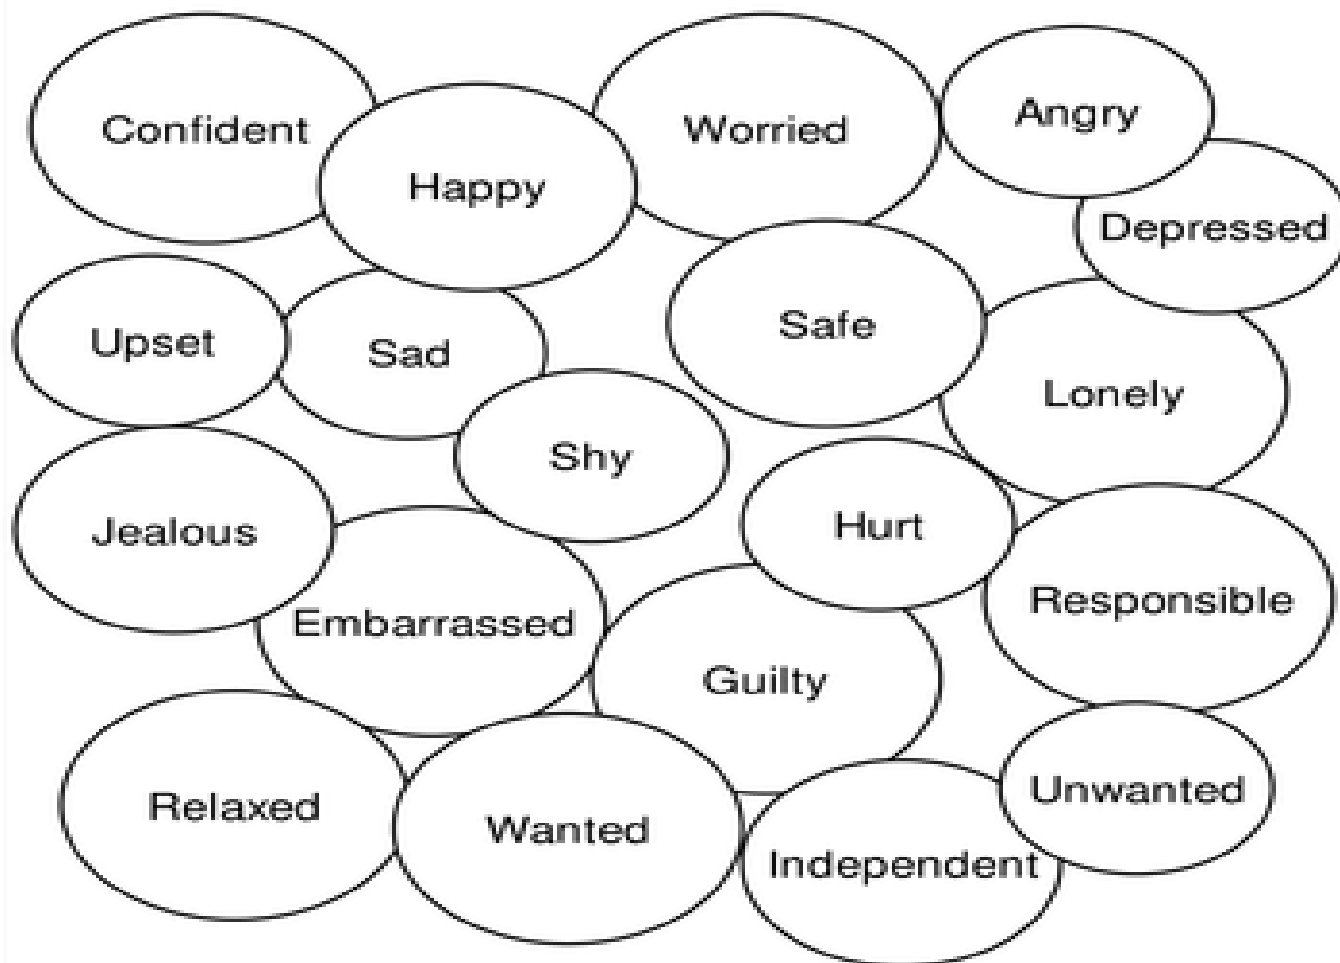 Confident
Happy
Worried
Angry
Depressed
Upset
Sad
Safe
Lonely
Shy
Jealous
Hurt
Embarrassed
Responsible
Guilty
Relaxed
Wanted
Unwanted
Independent